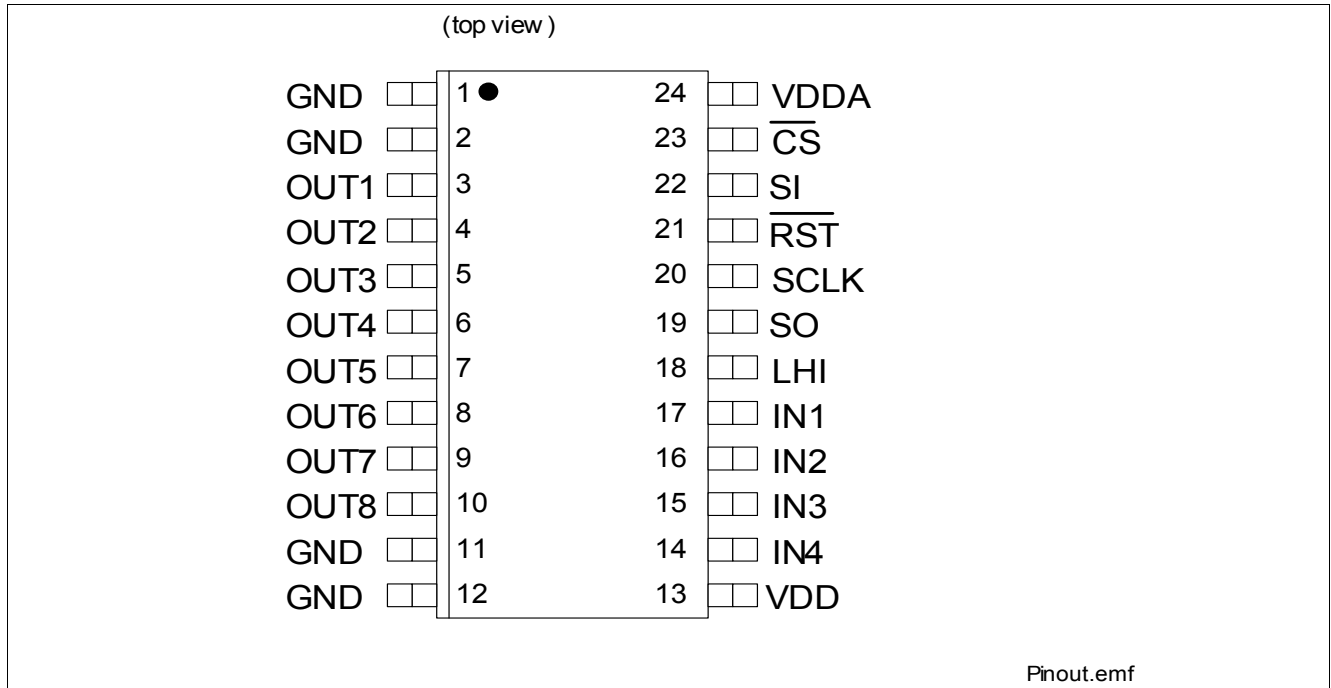 (top view )
GND 1 24 VDDA
GND 2 23 C̅S̅
OUT1 3 22 SI
OUT2 4 21 R̅S̅T̅
OUT3 5 20 SCLK
OUT4 6 19 SO
OUT5 7 18 LHI
OUT6 8 17 IN1
OUT7 9 16 IN2
OUT8 10 15 IN3
GND 11 14 IN4
GND 12 13 VDD
Pinout.emf